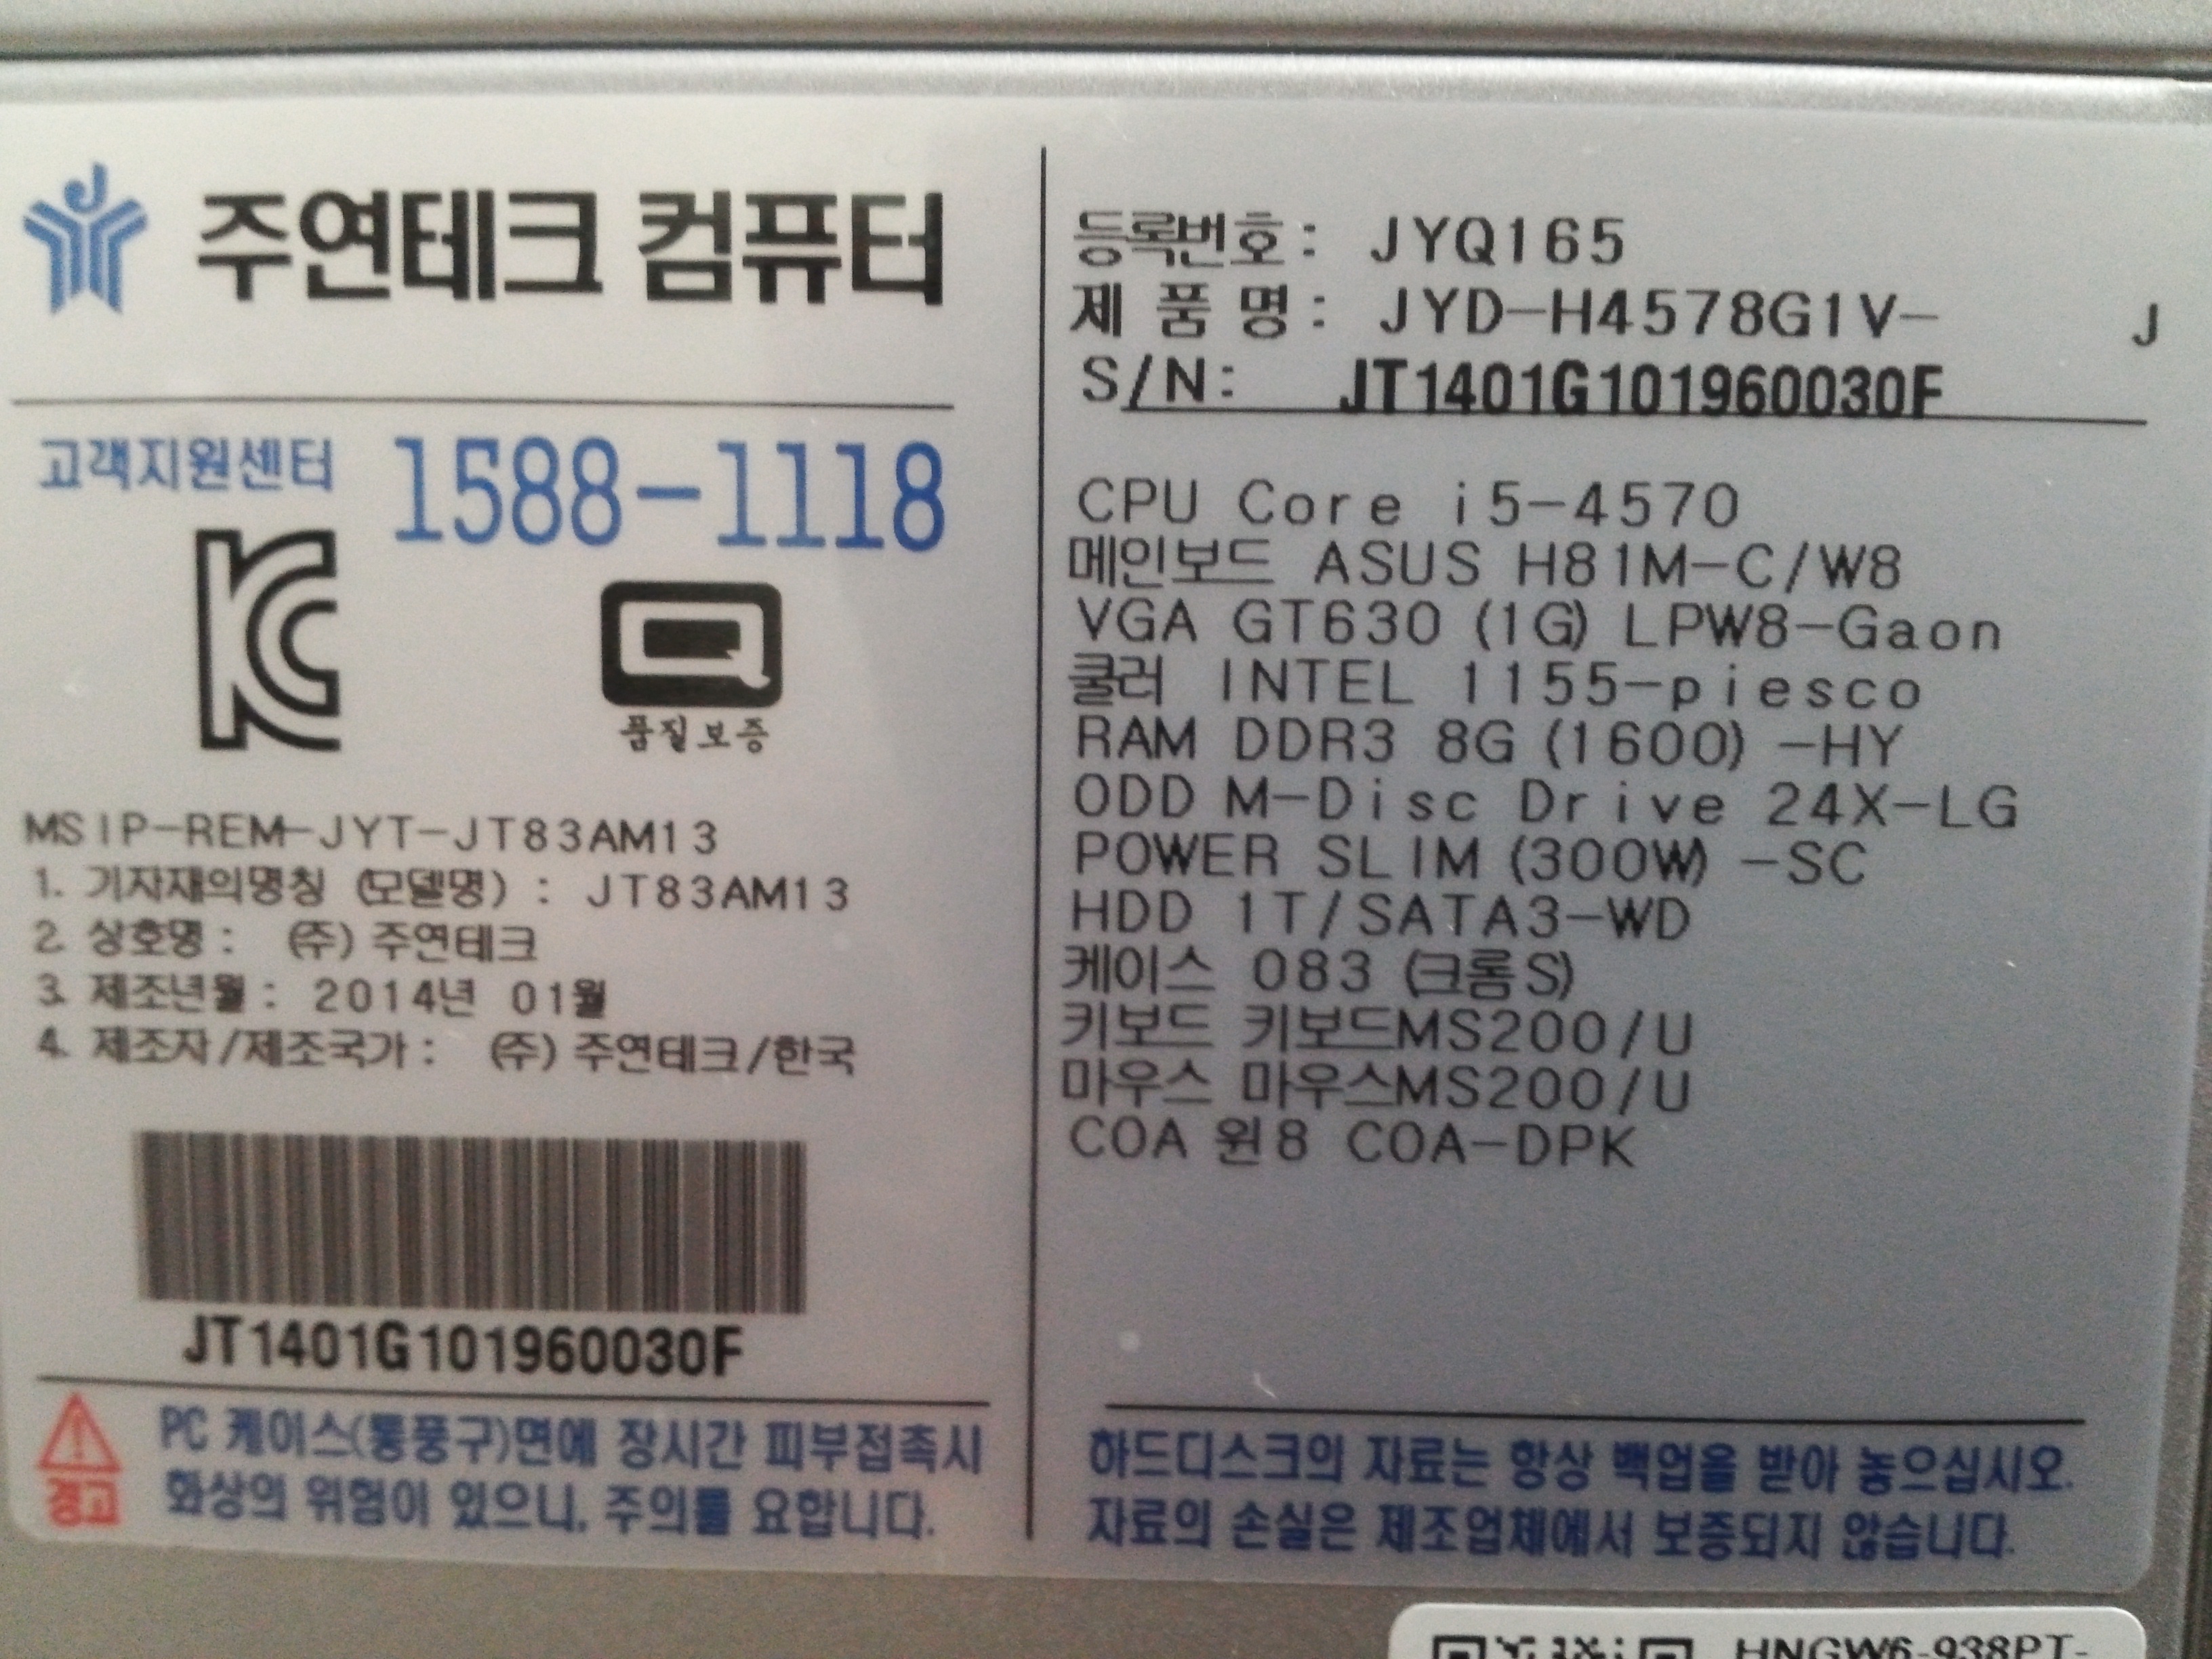 주연테크 컴퓨터
고객지원센터 1588-1118
품질보증
MSIP-REM-JYT-JT83AM13
1. 기자재의명칭 (모델명) : JT83AM13
2. 상호명 : (주) 주연테크
3. 제조년월 : 2014년 01월
4. 제조자/제조국가 : (주) 주연테크/한국
JT1401G101960030F
경고
PC 케이스(통풍구)면에 장시간 피부접촉시
화상의 위험이 있으니, 주의를 요합니다.
등록번호: JYQ165
제 품 명: JYD-H4578G1V- J
S/N: JT1401G101960030F
CPU Core i5-4570
메인보드 ASUS H81M-C/W8
VGA GT630 (1G) LPW8-Gaon
쿨러 INTEL 1155-piesco
RAM DDR3 8G (1600) -HY
ODD M-Disc Drive 24X-LG
POWER SLIM (300W) -SC
HDD 1T/SATA3-WD
케이스 083 (크롬S)
키보드 키보드MS200/U
마우스 마우스MS200/U
COA 윈8 COA-DPK
하드디스크의 자료는 항상 백업을 받아 놓으십시오.
자료의 손실은 제조업체에서 보증되지 않습니다.
HNGW6-938PT-